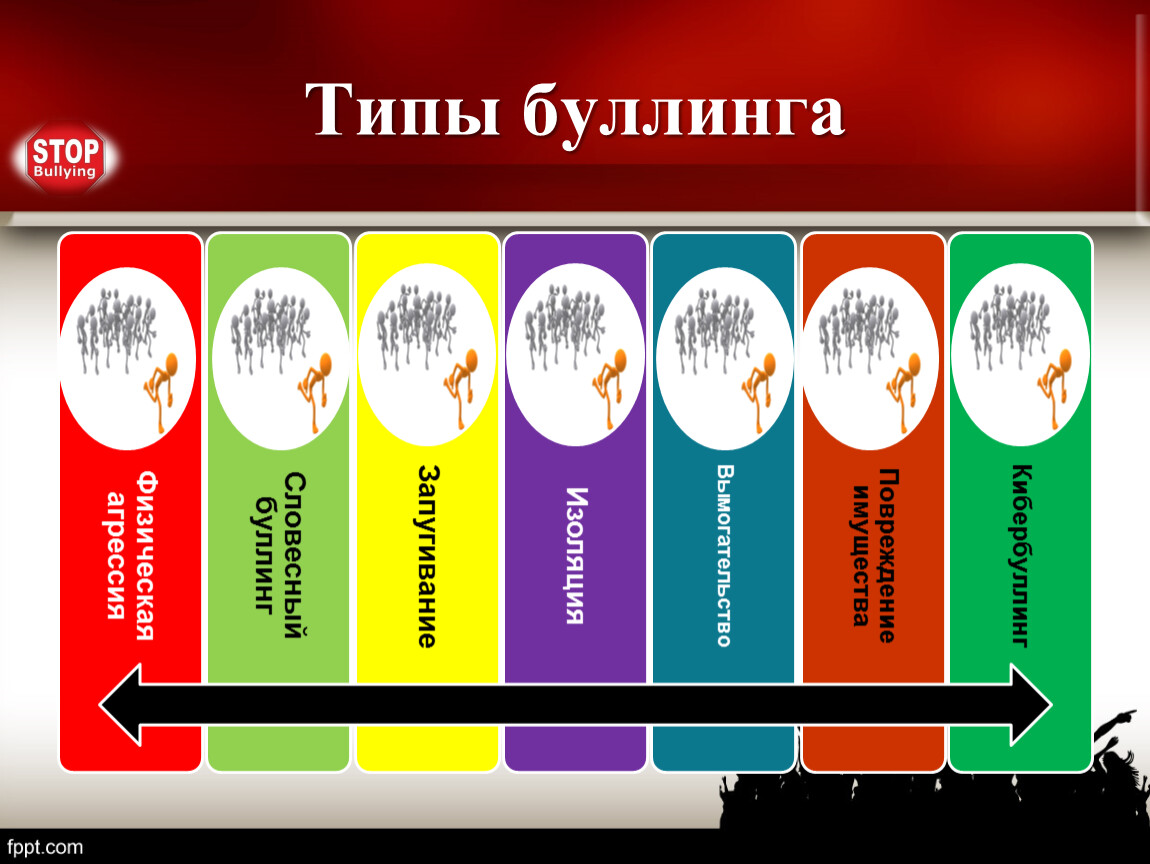 Типы буллинга
STOP
Bullying
Физическая
агрессия
Словесный
буллинг
Запугивание
Изоляция
Вымогательство
Повреждение
имущества
Кибербуллинг
fppt.com